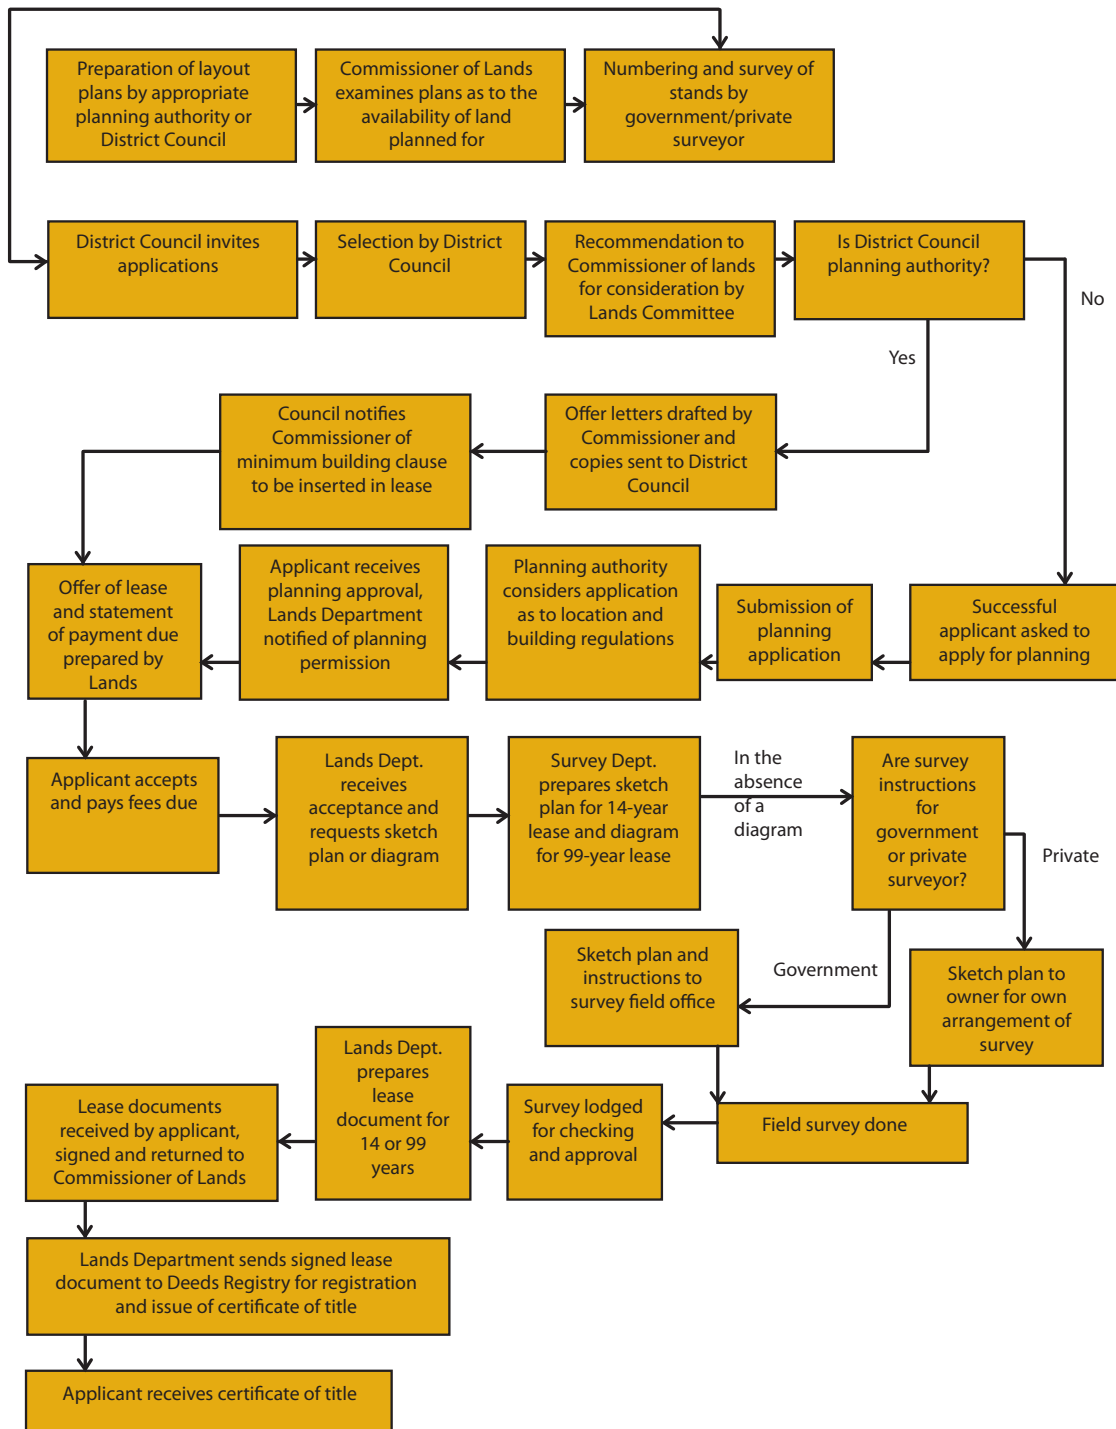 Preparation of layout
plans by appropriate
planning authority or
District Council
Commissioner of Lands
examines plans as to the
availability of land
planned for
Numbering and survey of
stands by
government/private
surveyor
District Council invites
applications
Selection by District
Council
Recommendation to
Commissioner of lands
for consideration by
Lands Committee
Is District Council
planning authority?
No
Yes
Council notifies
Commissioner of
minimum building clause
to be inserted in lease
Offer letters drafted by
Commissioner and
copies sent to District
Council
Offer of lease
and statement
of payment due
prepared by
Lands
Applicant receives
planning approval,
Lands Department
notified of planning
permission
Planning authority
considers application
as to location and
building regulations
Submission of
planning
application
Successful
applicant asked to
apply for planning
Applicant accepts
and pays fees due
Lands Dept.
receives
acceptance and
requests sketch
plan or diagram
Survey Dept.
prepares sketch
plan for 14-year
lease and diagram
for 99-year lease
In the
absence
of a
diagram
Are survey
instructions
for
government
or private
surveyor?
Private
Government
Sketch plan and
instructions to
survey field office
Sketch plan to
owner for own
arrangement of
survey
Lease documents
received by applicant,
signed and returned to
Commissioner of Lands
Lands Dept.
prepares
lease
document for
14 or 99
years
Survey lodged
for checking
and approval
Field survey done
Lands Department sends signed lease
document to Deeds Registry for registration
and issue of certificate of title
Applicant receives certificate of title